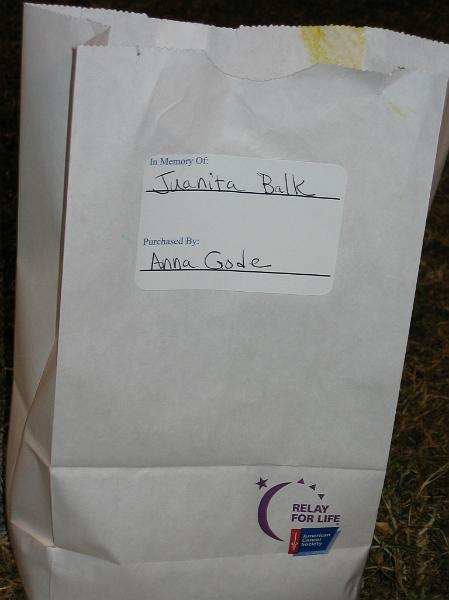 In Memory Of:
Juanita Balk
Purchased By:
Anna Gode
RELAY
FOR LIFE
American
Cancer
Society